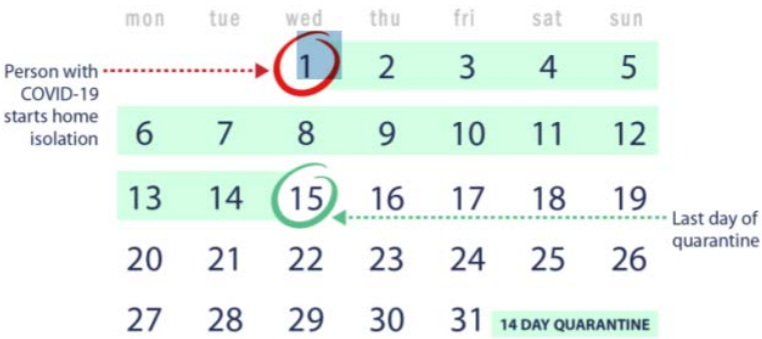 mon tue wed thu fri sat sun
Person with
COVID-19
starts home
isolation
1 2 3 4 5
6 7 8 9 10 11 12
13 14 15 16 17 18 19
Last day of
quarantine
20 21 22 23 24 25 26
27 28 29 30 31 14 DAY QUARANTINE